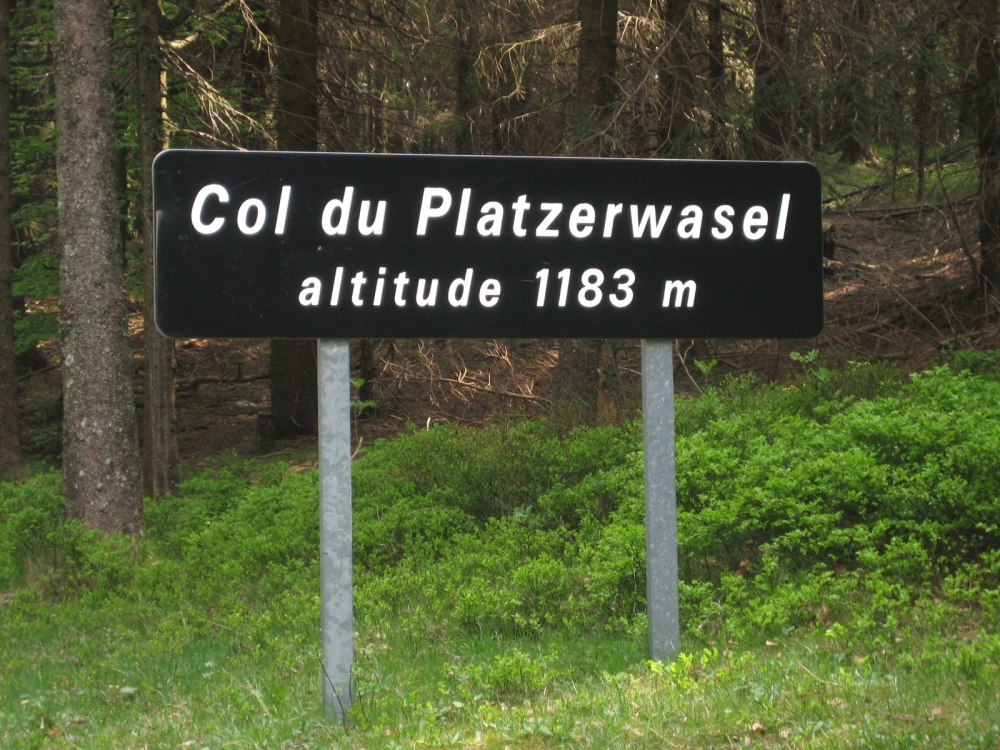 Col du Platzerwasel
altitude 1183 m